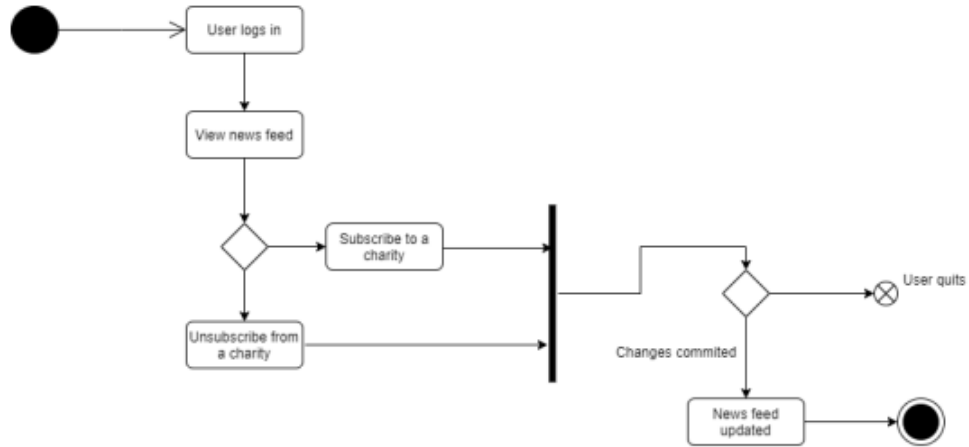 User logs in
View news feed
Subscribe to a
charity
User quits
Unsubscribe from
a charity
Changes commited
News feed
updated